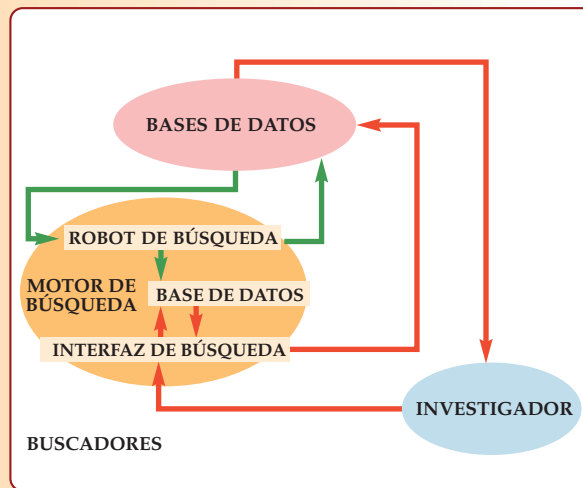 BASES DE DATOS
ROBOT DE BÚSQUEDA
MOTOR DE
BÚSQUEDA
BASE DE DATOS
INTERFAZ DE BÚSQUEDA
INVESTIGADOR
BUSCADORES